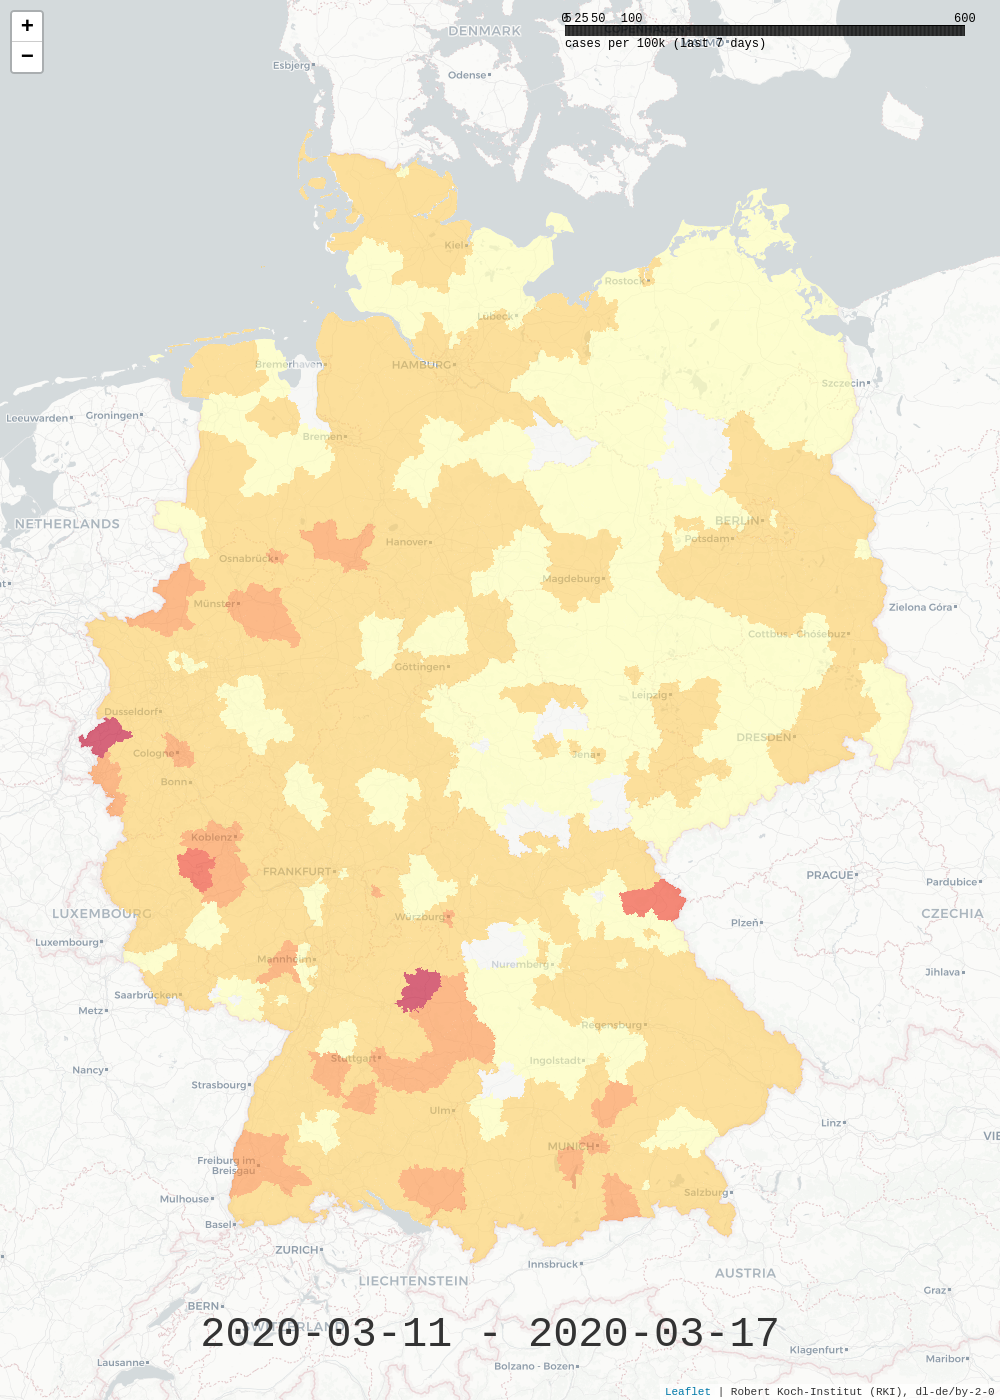 +
−
0 5 25 50 100 600
cases per 100k (last 7 days)
DENMARK
Esbjerg
Odense
Kiel
Rostock
Lübeck
Bremerhaven
HAMBURG
Szczecin
Leeuwarden
Groningen
Bremen
NETHERLANDS
BERLIN
Potsdam
Hanover
Osnabrück
Magdeburg
Münster
Zielona Góra
Cottbus - Chóśebuz
Göttingen
Leipzig
Dusseldorf
DRESDEN
Cologne
Jena
Bonn
Koblenz
FRANKFURT
PRAGUE
Pardubice
LUXEMBOURG
Würzburg
CZECHIA
Plzeň
Luxembourg
Mannheim
Nuremberg
Jihlava
Saarbrücken
Metz
Regensburg
Stuttgart
Ingolstadt
Nancy
Strasbourg
Ulm
Linz
VIE
MUNICH
Freiburg im
Breisgau
Salzburg
Mulhouse
Basel
ZURICH
Innsbruck
AUSTRIA
LIECHTENSTEIN
Graz
BERN
SWITZERLAND
2020-03-11 - 2020-03-17
Klagenfurt
Lausanne
Bolzano - Bozen
Maribor
Leaflet | Robert Koch-Institut (RKI), dl-de/by-2-0